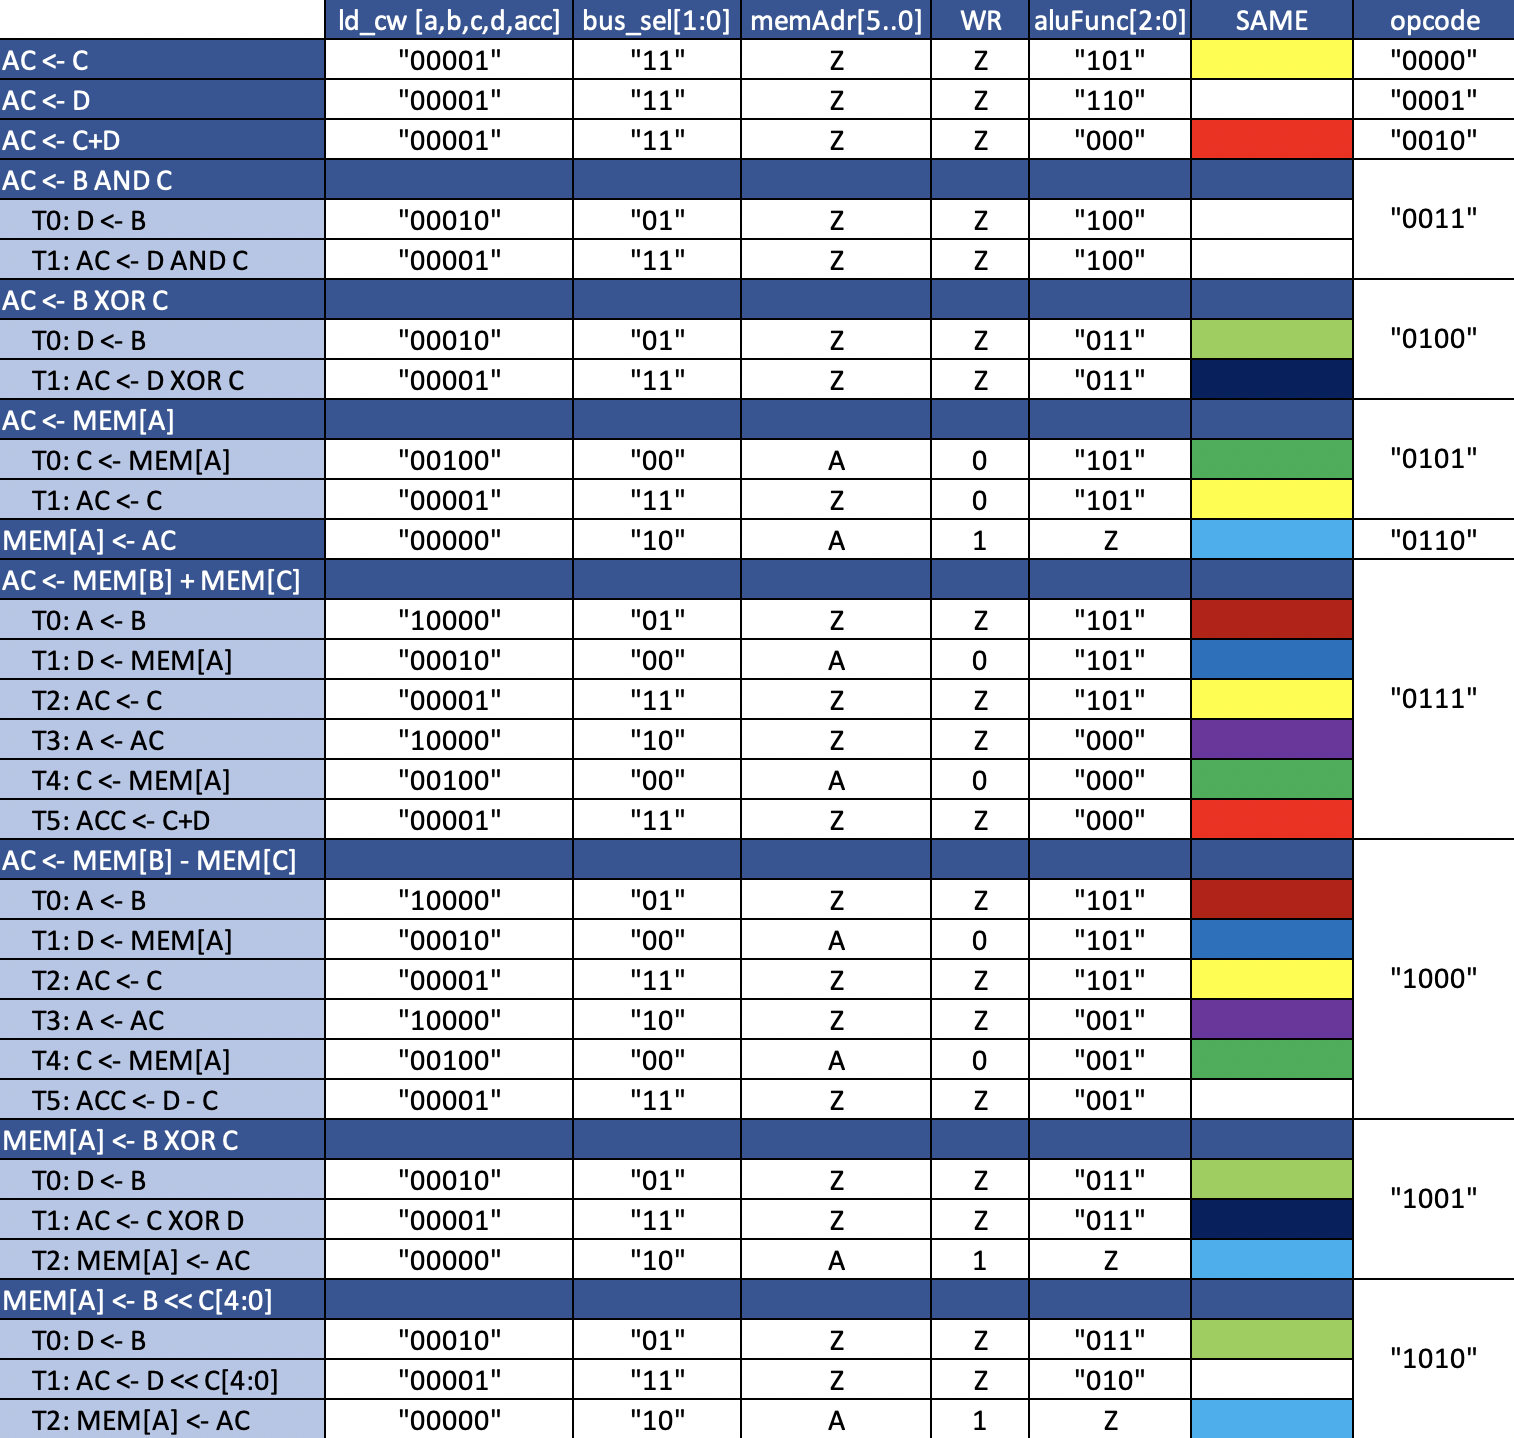 ld_cw [a,b,c,d,acc] bus_sel[1:0] memAdr[5..0] WR aluFunc[2:0] SAME opcode
AC <- C "00001" "11" Z Z "101" "0000"
AC <- D "00001" "11" Z Z "110" "0001"
AC <- C+D "00001" "11" Z Z "000" "0010"
AC <- B AND C "0011"
T0: D <- B "00010" "01" Z Z "100"
T1: AC <- D AND C "00001" "11" Z Z "100"
AC <- B XOR C "0100"
T0: D <- B "00010" "01" Z Z "011"
T1: AC <- D XOR C "00001" "11" Z Z "011"
AC <- MEM[A] "0101"
T0: C <- MEM[A] "00100" "00" A 0 "101"
T1: AC <- C "00001" "11" Z 0 "101"
MEM[A] <- AC "00000" "10" A 1 Z "0110"
AC <- MEM[B] + MEM[C] "0111"
T0: A <- B "10000" "01" Z Z "101"
T1: D <- MEM[A] "00010" "00" A 0 "101"
T2: AC <- C "00001" "11" Z Z "101"
T3: A <- AC "10000" "10" Z Z "000"
T4: C <- MEM[A] "00100" "00" A 0 "000"
T5: ACC <- C+D "00001" "11" Z Z "000"
AC <- MEM[B] - MEM[C] "1000"
T0: A <- B "10000" "01" Z Z "101"
T1: D <- MEM[A] "00010" "00" A 0 "101"
T2: AC <- C "00001" "11" Z Z "101"
T3: A <- AC "10000" "10" Z Z "001"
T4: C <- MEM[A] "00100" "00" A 0 "001"
T5: ACC <- D - C "00001" "11" Z Z "001"
MEM[A] <- B XOR C "1001"
T0: D <- B "00010" "01" Z Z "011"
T1: AC <- C XOR D "00001" "11" Z Z "011"
T2: MEM[A] <- AC "00000" "10" A 1 Z
MEM[A] <- B << C[4:0] "1010"
T0: D <- B "00010" "01" Z Z "011"
T1: AC <- D << C[4:0] "00001" "11" Z Z "010"
T2: MEM[A] <- AC "00000" "10" A 1 Z